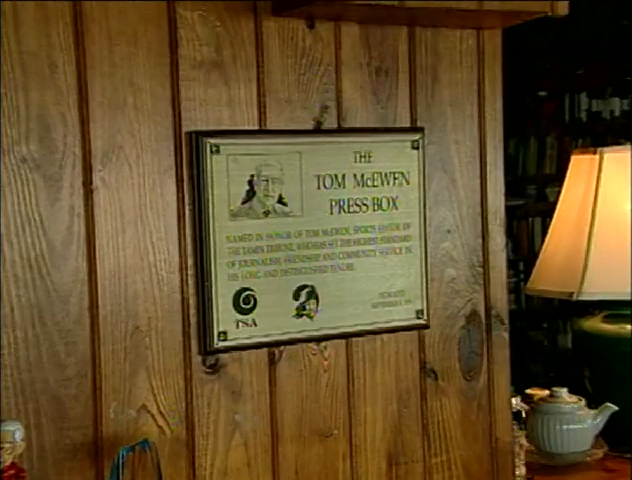 THE
TOM McEWEN
PRESS BOX
NAMED IN HONOR OF TOM McEWEN, SPORTS EDITOR OF
THE TAMPA TRIBUNE, WHO HAS SET THE HIGHEST STANDARD
OF JOURNALISM, FRIENDSHIP AND COMMUNITY SERVICE IN
HIS LONG AND DISTINGUISHED TENURE.
TSA